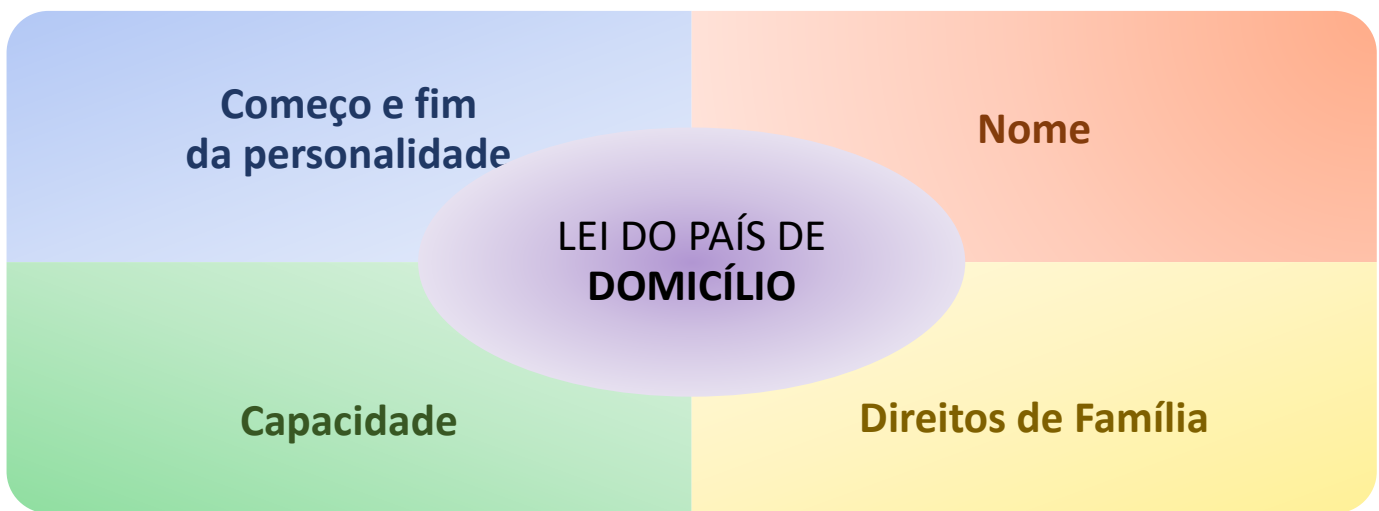 Começo e fim
da personalidade
Nome
LEI DO PAÍS DE
DOMICÍLIO
Capacidade
Direitos de Família